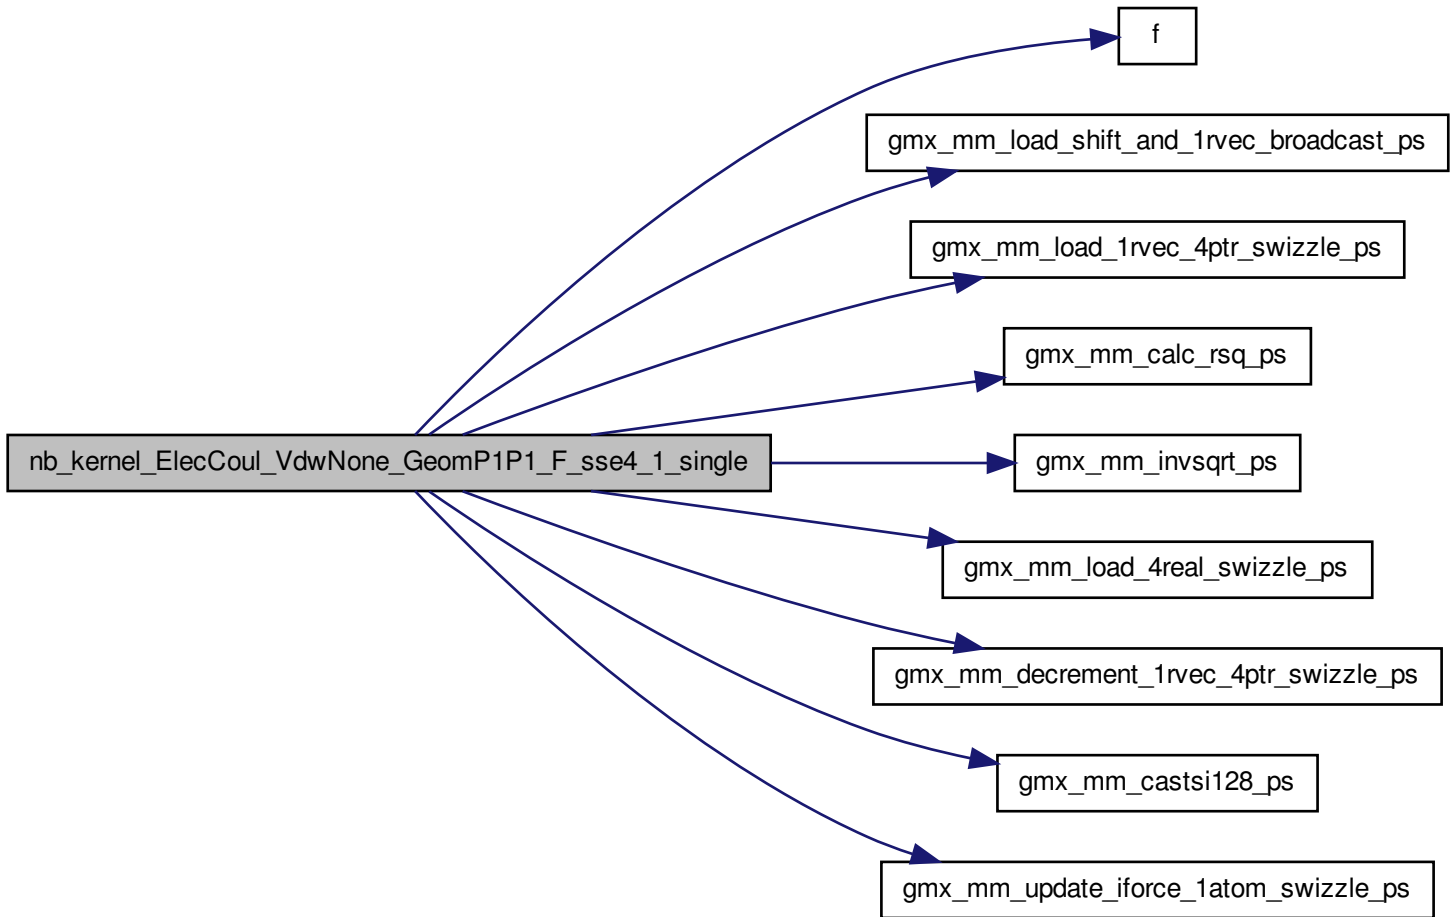 f
gmx_mm_load_shift_and_1rvec_broadcast_ps
gmx_mm_load_1rvec_4ptr_swizzle_ps
gmx_mm_calc_rsq_ps
nb_kernel_ElecCoul_VdwNone_GeomP1P1_F_sse4_1_single
gmx_mm_invsqrt_ps
gmx_mm_load_4real_swizzle_ps
gmx_mm_decrement_1rvec_4ptr_swizzle_ps
gmx_mm_castsi128_ps
gmx_mm_update_iforce_1atom_swizzle_ps